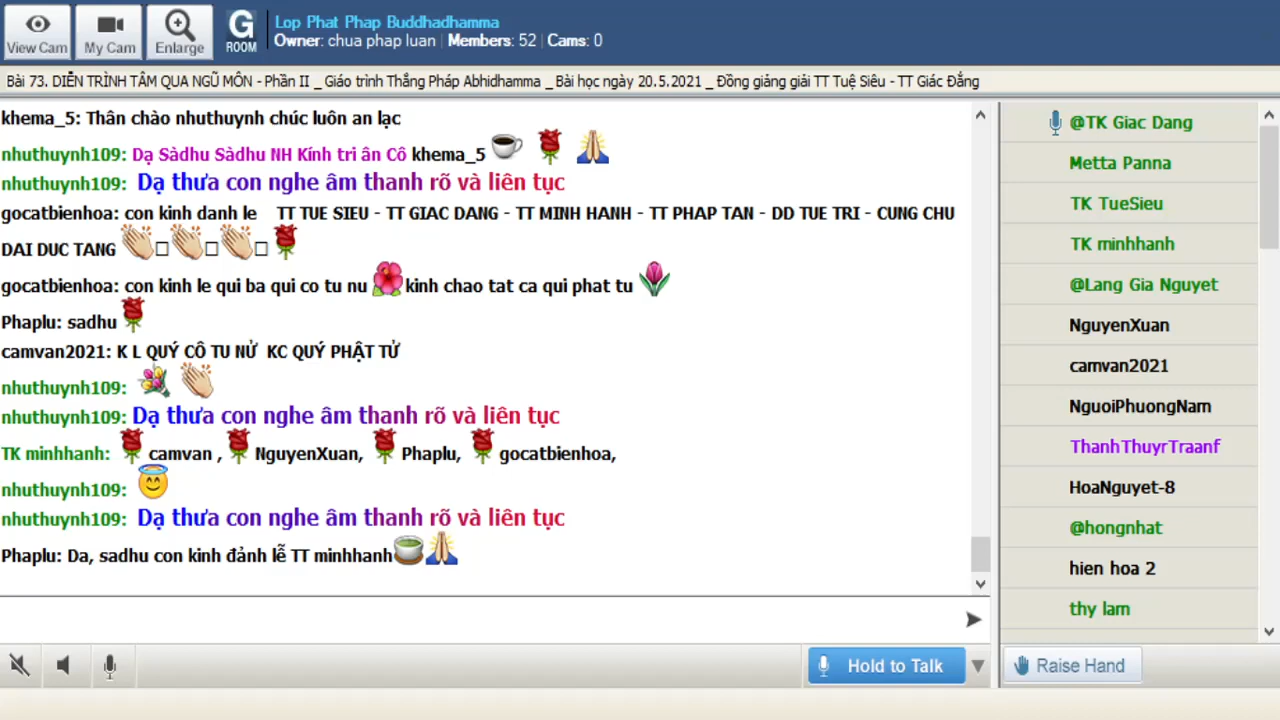 View Cam
My Cam
Enlarge
G
ROOM
Lop Phat Phap Buddhadhamma
Owner: chua phap luan | Members: 52 | Cams: 0
Bài 73. DIỄN TRÌNH TÂM QUA NGŨ MÔN - Phần II _ Giáo trình Thắng Pháp Abhidhamma _ Bài học ngày 20.5.2021 _ Đồng giảng giải TT Tuệ Siêu - TT Giác Đẳng
khema_5: Thân chào nhuthuynh chúc luôn an lạc
nhuthuynh109: Dạ Sàdhu Sàdhu NH Kính tri ân Cô khema_5
nhuthuynh109: Dạ thưa con nghe âm thanh rõ và liên tục
gocatbienhoa: con kinh danh le TT TUE SIEU - TT GIAC DANG - TT MINH HANH - TT PHAP TAN - DD TUE TRI - CUNG CHU
DAI DUC TANG
gocatbienhoa: con kinh le qui ba qui co tu nu kinh chao tat ca qui phat tu
Phaplu: sadhu
camvan2021: K L QUÝ CÔ TU NỬ KC QUÝ PHẬT TỬ
nhuthuynh109:
nhuthuynh109: Dạ thưa con nghe âm thanh rõ và liên tục
TK minhhanh: camvan , NguyenXuan, Phaplu, gocatbienhoa,
nhuthuynh109:
nhuthuynh109: Dạ thưa con nghe âm thanh rõ và liên tục
Phaplu: Da, sadhu con kinh đảnh lễ TT minhhanh
Hold to Talk
@TK Giac Dang
Metta Panna
TK TueSieu
TK minhhanh
@Lang Gia Nguyet
NguyenXuan
camvan2021
NguoiPhuongNam
ThanhThuyrTraanf
HoaNguyet-8
@hongnhat
hien hoa 2
thy lam
Raise Hand